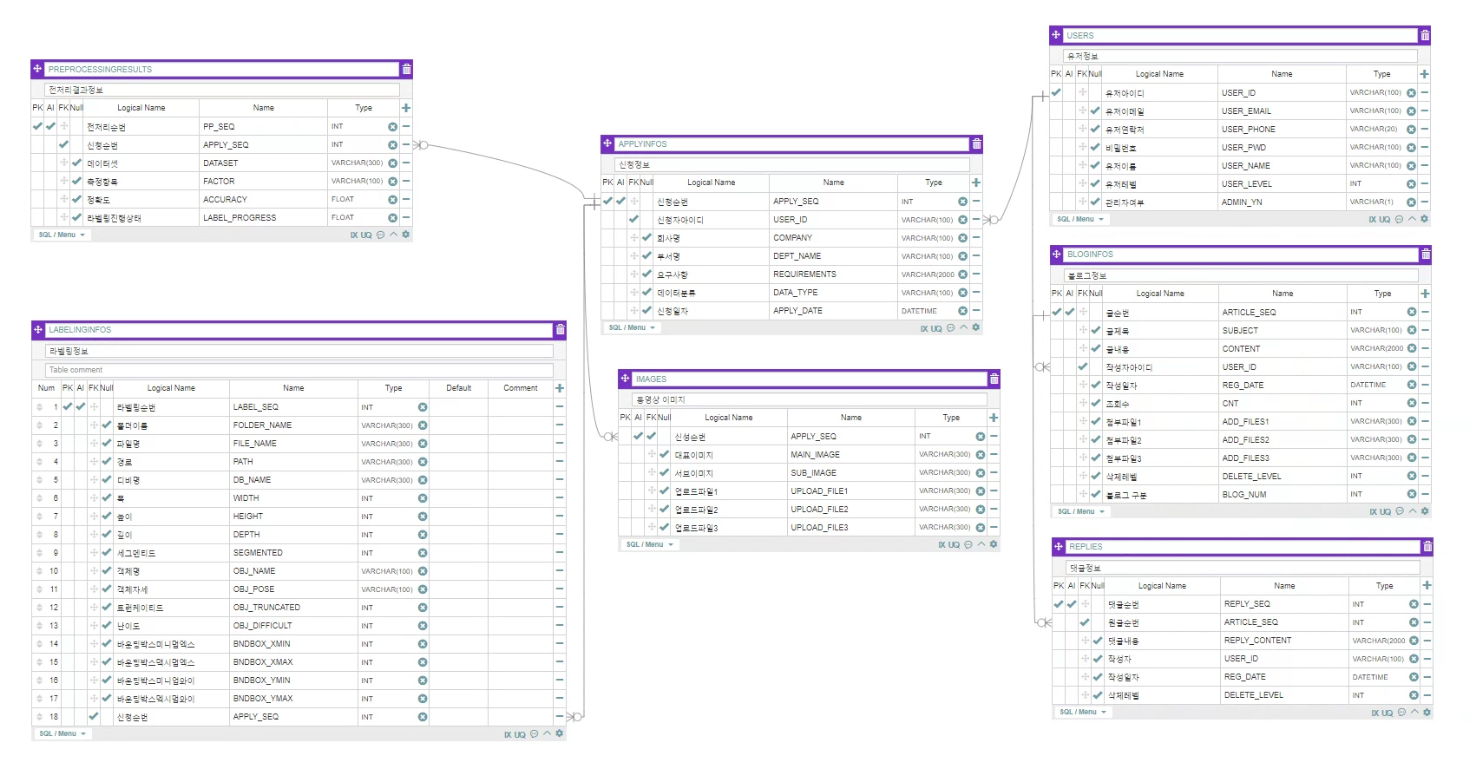 PREPROCESSINGRESULTS
전저리결과정보
PK AI FK Null Logical Name Name Type
전저리순번 PP_SEQ INT
신청순번 APPLY_SEQ INT
데이터셋 DATASET VARCHAR(300)
측정항목 FACTOR VARCHAR(100)
정확도 ACCURACY FLOAT
라벨링진행상태 LABEL_PROGRESS FLOAT
SQL / Menu IX UQ
LABELINGINFOS
라벨링정보
Table comment
Num PK AI FK Null Logical Name Name Type Default Comment
1 라벨링순번 LABEL_SEQ INT
2 폴더이름 FOLDER_NAME VARCHAR(300)
3 파일명 FILE_NAME VARCHAR(300)
4 경로 PATH VARCHAR(300)
5 디비명 DB_NAME VARCHAR(300)
6 폭 WIDTH INT
7 높이 HEIGHT INT
8 깊이 DEPTH INT
9 세그멘티드 SEGMENTED INT
10 객체명 OBJ_NAME VARCHAR(100)
11 객체자세 OBJ_POSE VARCHAR(100)
12 트런케이티드 OBJ_TRUNCATED INT
13 난이도 OBJ_DIFFICULT INT
14 바운딩박스미니멈엑스 BNDBOX_XMIN INT
15 바운딩박스맥시멈엑스 BNDBOX_XMAX INT
16 바운딩박스미니멈와이 BNDBOX_YMIN INT
17 바운딩박스맥시멈와이 BNDBOX_YMAX INT
18 신청순번 APPLY_SEQ INT
SQL / Menu IX UQ
APPLYINFOS
신청정보
PK AI FK Null Logical Name Name Type
신청순번 APPLY_SEQ INT
신청자아이디 USER_ID VARCHAR(100)
회사명 COMPANY VARCHAR(100)
부서명 DEPT_NAME VARCHAR(100)
요구사항 REQUIREMENTS VARCHAR(2000
데이터분류 DATA_TYPE VARCHAR(100)
신청일자 APPLY_DATE DATETIME
SQL / Menu IX UQ
IMAGES
동영상 이미지
PK AI FK Null Logical Name Name Type
신성순번 APPLY_SEQ INT
대표이미지 MAIN_IMAGE VARCHAR(300)
서브이미지 SUB_IMAGE VARCHAR(300)
업로드파일1 UPLOAD_FILE1 VARCHAR(300)
업로드파일2 UPLOAD_FILE2 VARCHAR(300)
업로드파일3 UPLOAD_FILE3 VARCHAR(300)
SQL / Menu IX UQ
USERS
유저정보
PK AI FK Null Logical Name Name Type
유저아이디 USER_ID VARCHAR(100)
유저이메일 USER_EMAIL VARCHAR(100)
유저연락처 USER_PHONE VARCHAR(20)
비밀번호 USER_PWD VARCHAR(100)
유저이름 USER_NAME VARCHAR(100)
유저레벨 USER_LEVEL INT
관리자여부 ADMIN_YN VARCHAR(1)
SQL / Menu IX UQ
BLOGINFOS
블로그정보
PK AI FK Null Logical Name Name Type
글순번 ARTICLE_SEQ INT
글제목 SUBJECT VARCHAR(100)
글내용 CONTENT VARCHAR(2000
작성자아이디 USER_ID VARCHAR(100)
작성일자 REG_DATE DATETIME
조회수 CNT INT
첨부파일1 ADD_FILES1 VARCHAR(300)
첨부파일2 ADD_FILES2 VARCHAR(300)
첨부파일3 ADD_FILES3 VARCHAR(300)
삭제레벨 DELETE_LEVEL INT
블로그 구분 BLOG_NUM INT
SQL / Menu IX UQ
REPLIES
댓글정보
PK AI FK Null Logical Name Name Type
댓글순번 REPLY_SEQ INT
원글순번 ARTICLE_SEQ INT
댓글내용 REPLY_CONTENT VARCHAR(2000
작성자 USER_ID VARCHAR(100)
작성일자 REG_DATE DATETIME
삭제레벨 DELETE_LEVEL INT
SQL / Menu IX UQ